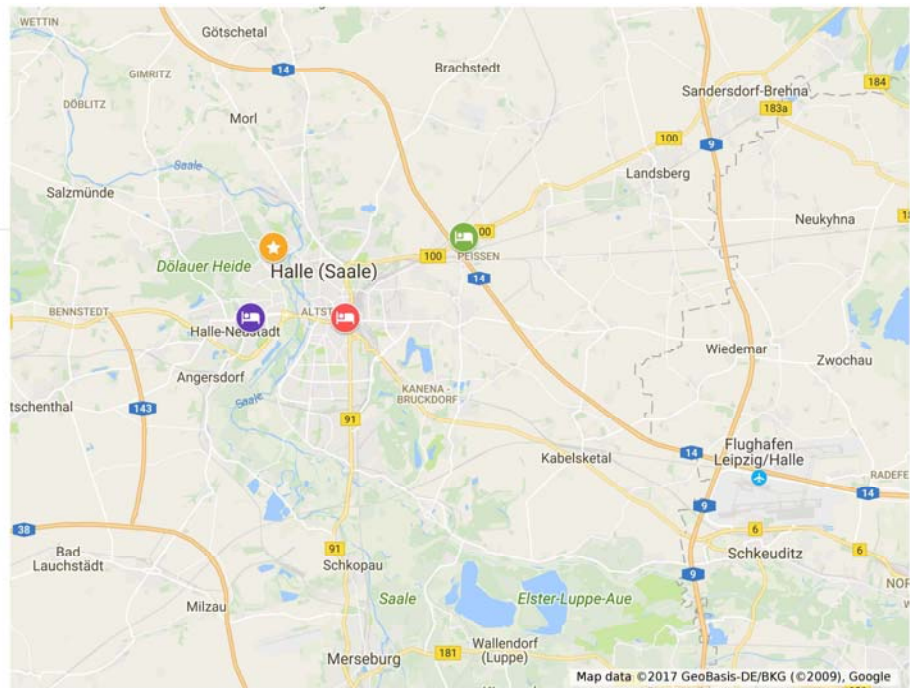 WETTIN
Götschetal
GIMRITZ
14
Brachstedt
184
Sandersdorf-Brehna
183a
DÖBLITZ
Morl
100
9
Saale
Landsberg
Salzmünde
Neukyhna
Dölauer Heide
Halle (Saale)
100
00
PEISSEN
14
BENNSTEDT
ALTST
Halle-Neustadt
Wiedemar
Zwochau
Angersdorf
Saale
KANENA -
BRUCKDORF
tschenthal
143
91
Kabelsketal
14
Flughafen
Leipzig/Halle
RADEFE
14
9
38
6
6
91
Bad
Lauchstädt
Schkopau
Schkeuditz
9
NOR
W
Milzau
Saale
Elster-Luppe-Aue
181
Wallendorf
(Luppe)
Merseburg
Map data ©2017 GeoBasis-DE/BKG (©2009), Google